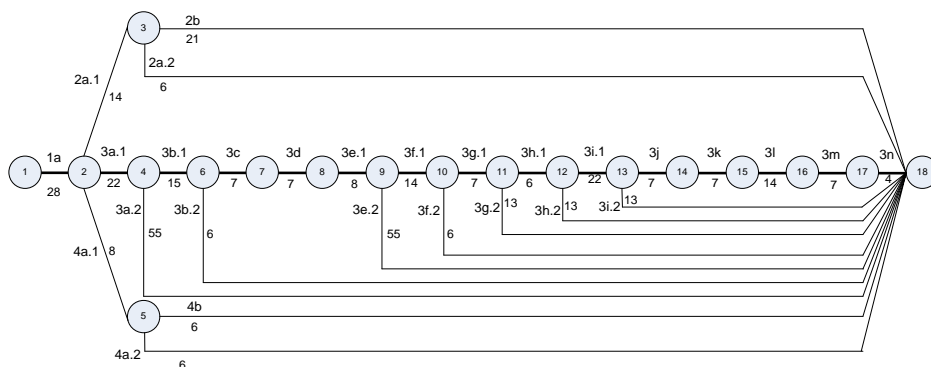 2b
3
21
2a.2
2a.1
6
14
1a
3a.1
3b.1
3c
3d
3e.1
3f.1
3g.1
3h.1
3i.1
3j
3k
3l
3m
3n
1
2
4
6
7
8
9
10
11
12
13
14
15
16
17
18
28
22
15
7
7
8
14
7
6
22
7
7
14
7
4
3a.2
3b.2
3e.2
3f.2
3g.2
13
3h.2
13
3i.2
13
55
6
55
6
4a.1
8
4b
5
6
4a.2
6